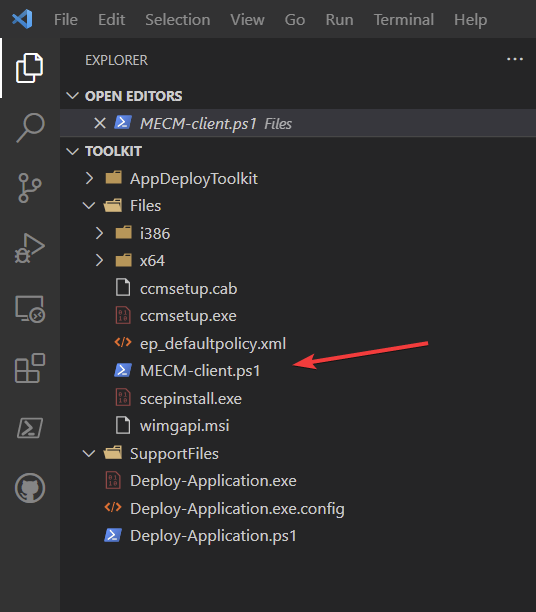 File Edit Selection View Go Run Terminal Help
EXPLORER ...
OPEN EDITORS
MECM-client.ps1 Files
TOOLKIT
AppDeployToolkit
Files
i386
x64
ccmsetup.cab
ccmsetup.exe
ep_defaultpolicy.xml
MECM-client.ps1
scepinstall.exe
wimgapi.msi
SupportFiles
Deploy-Application.exe
Deploy-Application.exe.config
Deploy-Application.ps1